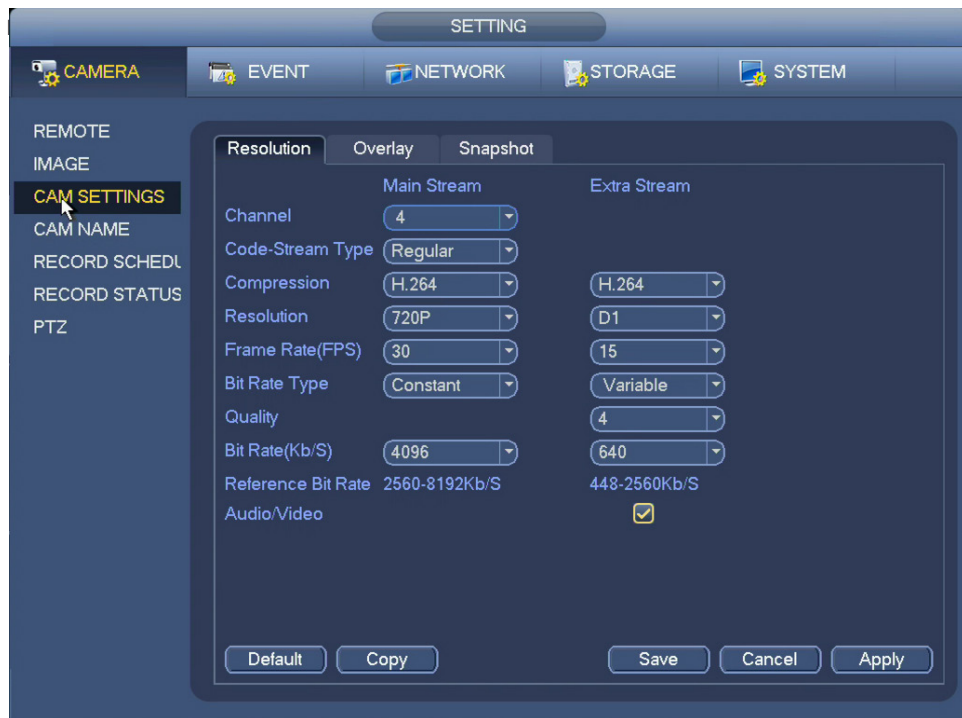 SETTING
CAMERA EVENT NETWORK STORAGE SYSTEM
REMOTE
IMAGE
CAM SETTINGS
CAM NAME
RECORD SCHEDU
RECORD STATUS
PTZ
Resolution Overlay Snapshot
Main Stream Extra Stream
Channel 4
Code-Stream Type Regular
Compression H.264 H.264
Resolution 720P D1
Frame Rate(FPS) 30 15
Bit Rate Type Constant Variable
Quality 4
Bit Rate(Kb/S) 4096 640
Reference Bit Rate 2560-8192Kb/S 448-2560Kb/S
Audio/Video
Default Copy Save Cancel Apply